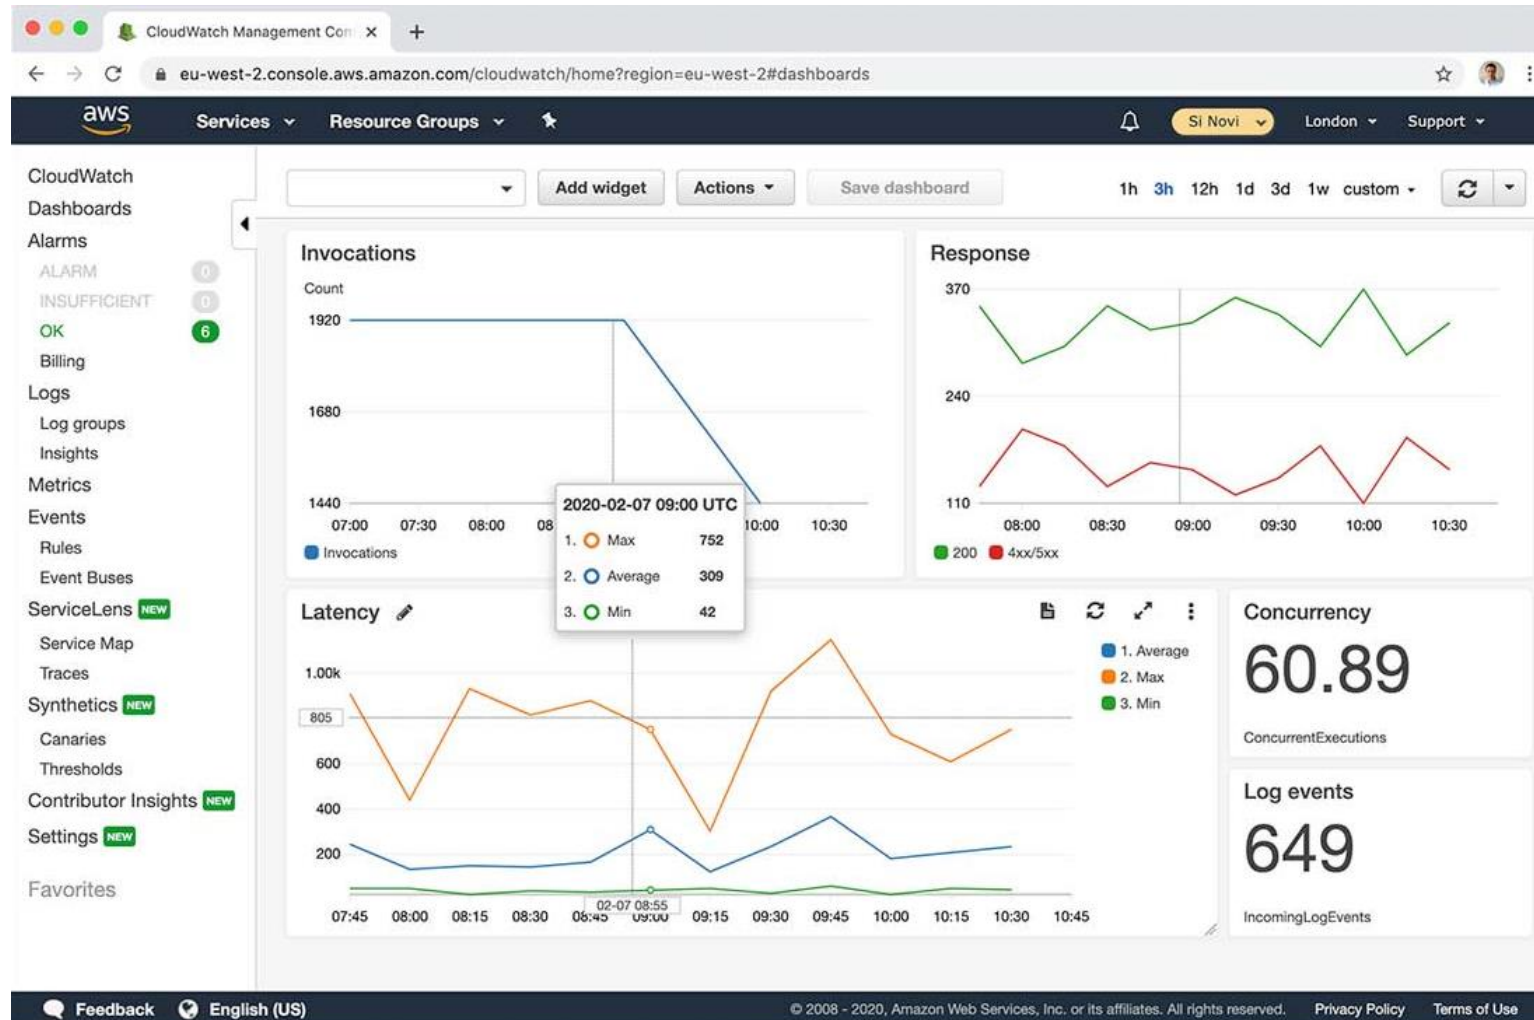 CloudWatch Management Con
eu-west-2.console.aws.amazon.com/cloudwatch/home?region=eu-west-2#dashboards
aws Services Resource Groups Si Novi London Support
CloudWatch
Dashboards
Alarms
ALARM 0
INSUFFICIENT 0
OK 6
Billing
Logs
Log groups
Insights
Metrics
Events
Rules
Event Buses
ServiceLens NEW
Service Map
Traces
Synthetics NEW
Canaries
Thresholds
Contributor Insights NEW
Settings NEW
Favorites
Add widget Actions Save dashboard 1h 3h 12h 1d 3d 1w custom
Invocations
Count
1920
1680
1440
07:00 07:30 08:00 08 10:00 10:30
Invocations
2020-02-07 09:00 UTC
1. Max 752
2. Average 309
3. Min 42
Response
370
240
110
08:00 08:30 09:00 09:30 10:00 10:30
200 4xx/5xx
Latency
1.00k
805
600
400
200
02-07 08:55
07:45 08:00 08:15 08:30 08:45 09:00 09:15 09:30 09:45 10:00 10:15 10:30 10:45
1. Average
2. Max
3. Min
Concurrency
60.89
ConcurrentExecutions
Log events
649
IncomingLogEvents
Feedback English (US) © 2008 - 2020, Amazon Web Services, Inc. or its affiliates. All rights reserved. Privacy Policy Terms of Use